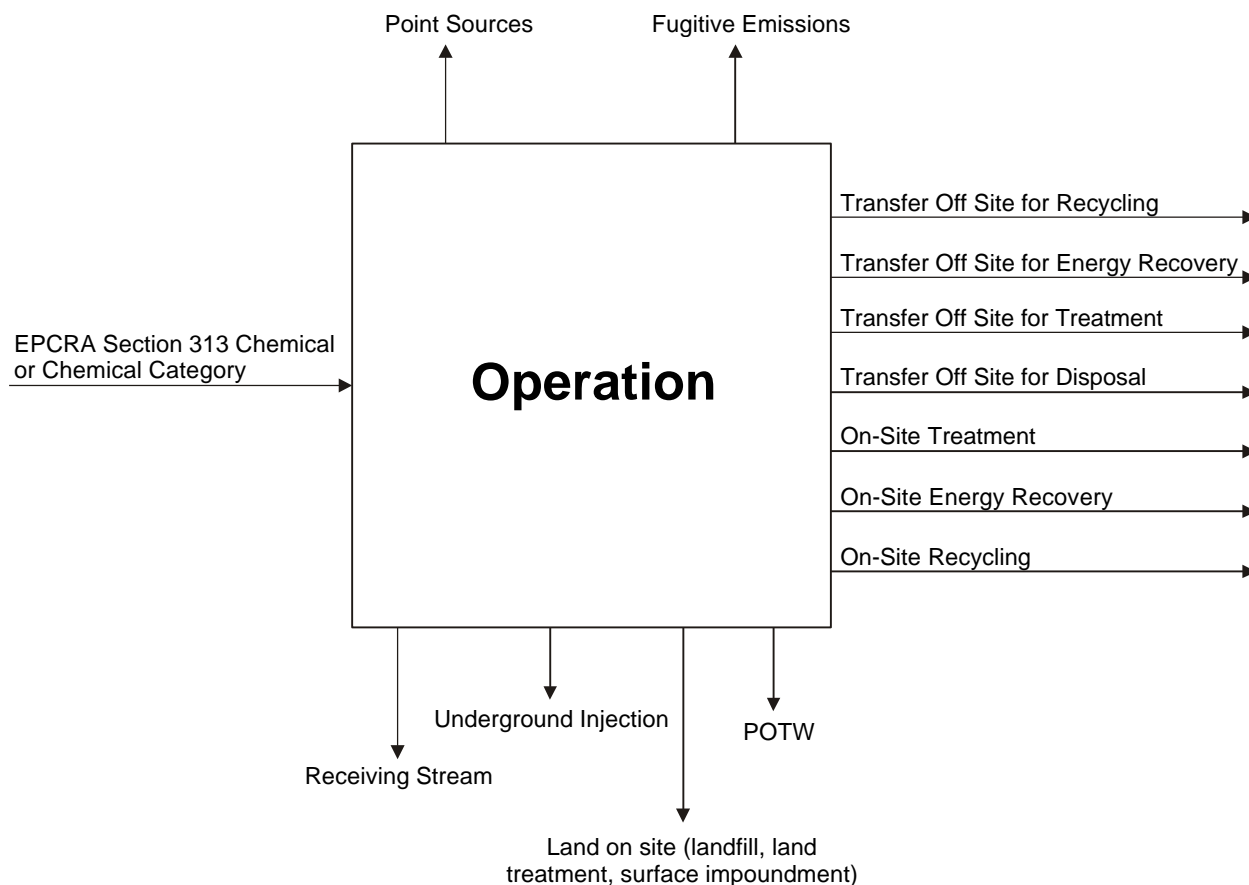 Point Sources
Fugitive Emissions
Transfer Off Site for Recycling
Transfer Off Site for Energy Recovery
EPCRA Section 313 Chemical
or Chemical Category
Transfer Off Site for Treatment
Operation
Transfer Off Site for Disposal
On-Site Treatment
On-Site Energy Recovery
On-Site Recycling
Underground Injection
POTW
Receiving Stream
Land on site (landfill, land
treatment, surface impoundment)